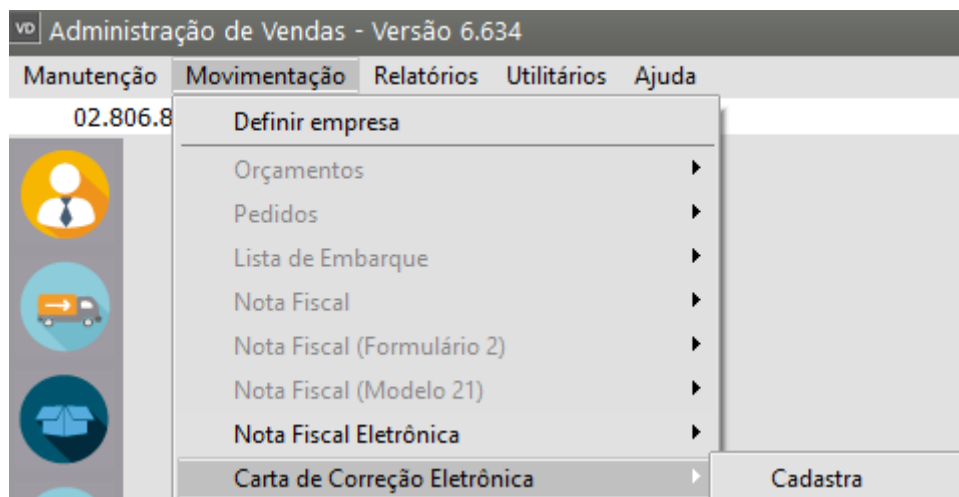 VD Administração de Vendas - Versão 6.634
Manutenção Movimentação Relatórios Utilitários Ajuda
02.806.8
Definir empresa
Orçamentos
Pedidos
Lista de Embarque
Nota Fiscal
Nota Fiscal (Formulário 2)
Nota Fiscal (Modelo 21)
Nota Fiscal Eletrônica
Carta de Correção Eletrônica Cadastra